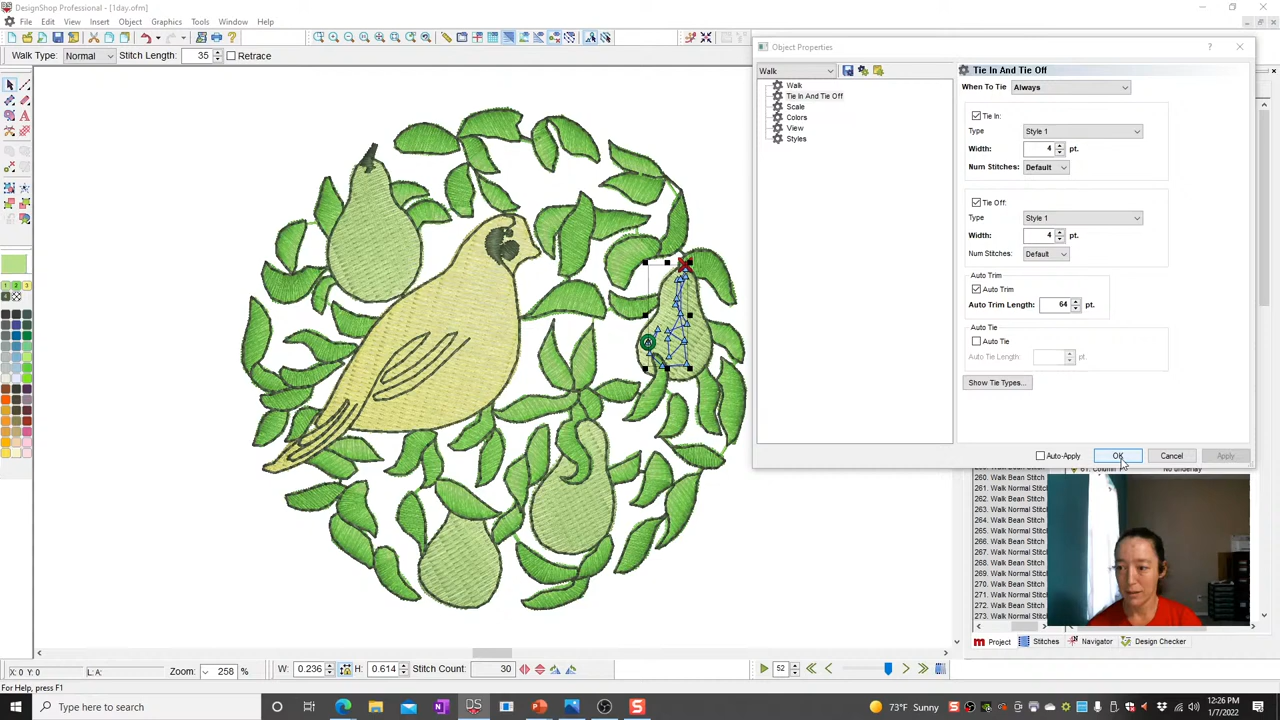 DesignShop Professional - [1day.ofm]
File Edit View Insert Object Graphics Tools Window Help
Walk Type: Normal Stitch Length: 35 Retrace
Object Properties
Walk
Walk
Tie In And Tie Off
Scale
Colors
View
Styles
Tie In And Tie Off
When To Tie Always
Tie In:
Type Style 1
Width: 4 pt.
Num Stitches: Default
Tie Off:
Type Style 1
Width: 4 pt.
Num Stitches: Default
Auto Trim
Auto Trim
Auto Trim Length: 64 pt.
Auto Tie
Auto Tie
Auto Tie Length: pt.
Show Tie Types...
Auto-Apply OK Cancel Apply
61. Column No underlay
260. Walk Bean Stitch
261. Walk Normal Stitch
262. Walk Bean Stitch
263. Walk Normal Stitch
264. Walk Bean Stitch
265. Walk Normal Stitch
266. Walk Bean Stitch
267. Walk Normal Stitch
268. Walk Bean Stitch
269. Walk Normal Stitch
270. Walk Bean Stitch
271. Walk Normal Stitch
272. Walk Bean Stitch
273. Walk Normal Stitch
Project Stitches Navigator Design Checker
X: 0 Y: 0 L: A: Zoom: 258 % W: 0.236 H: 0.614 Stitch Count: 30 52
For Help, press F1
Type here to search
73°F Sunny
12:26 PM
1/7/2022